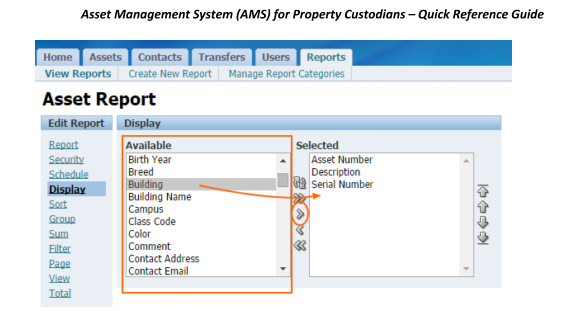 Asset Management System (AMS) for Property Custodians – Quick Reference Guide
Home Assets Contacts Transfers Users Reports
View Reports Create New Report Manage Report Categories
Asset Report
Edit Report
Report
Security
Schedule
Display
Sort
Group
Sum
Filter
Page
View
Total
Display
Available
Birth Year
Breed
Building
Building Name
Campus
Class Code
Color
Comment
Contact Address
Contact Email
Selected
Asset Number
Description
Serial Number